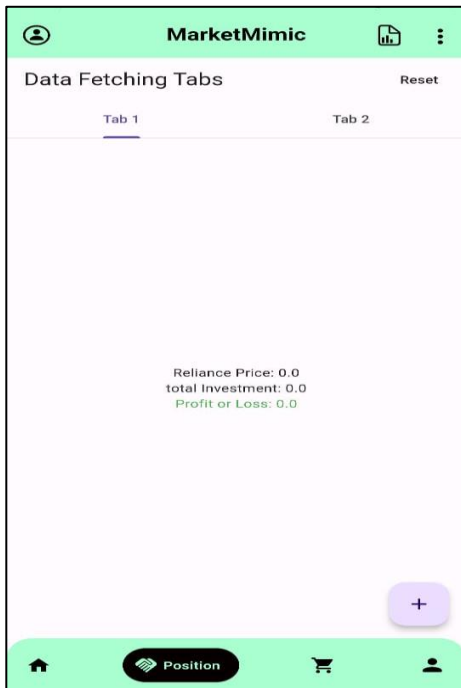 MarketMimic
Data Fetching Tabs
Reset
Tab 1
Tab 2
Reliance Price: 0.0
total Investment: 0.0
Profit or Loss: 0.0
+
Position